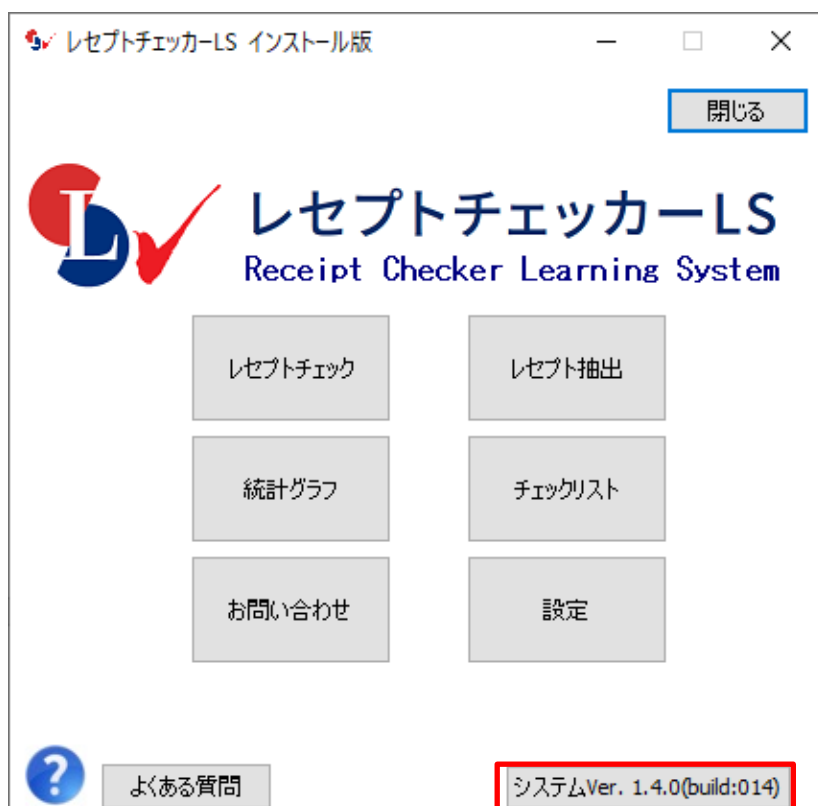 レセプトチェッカーLS インストール版
閉じる
L
レセプトチェッカーLS
Receipt Checker Learning System
レセプトチェック
レセプト抽出
統計グラフ
チェックリスト
お問い合わせ
設定
?
よくある質問
システムVer. 1.4.0(build:014)